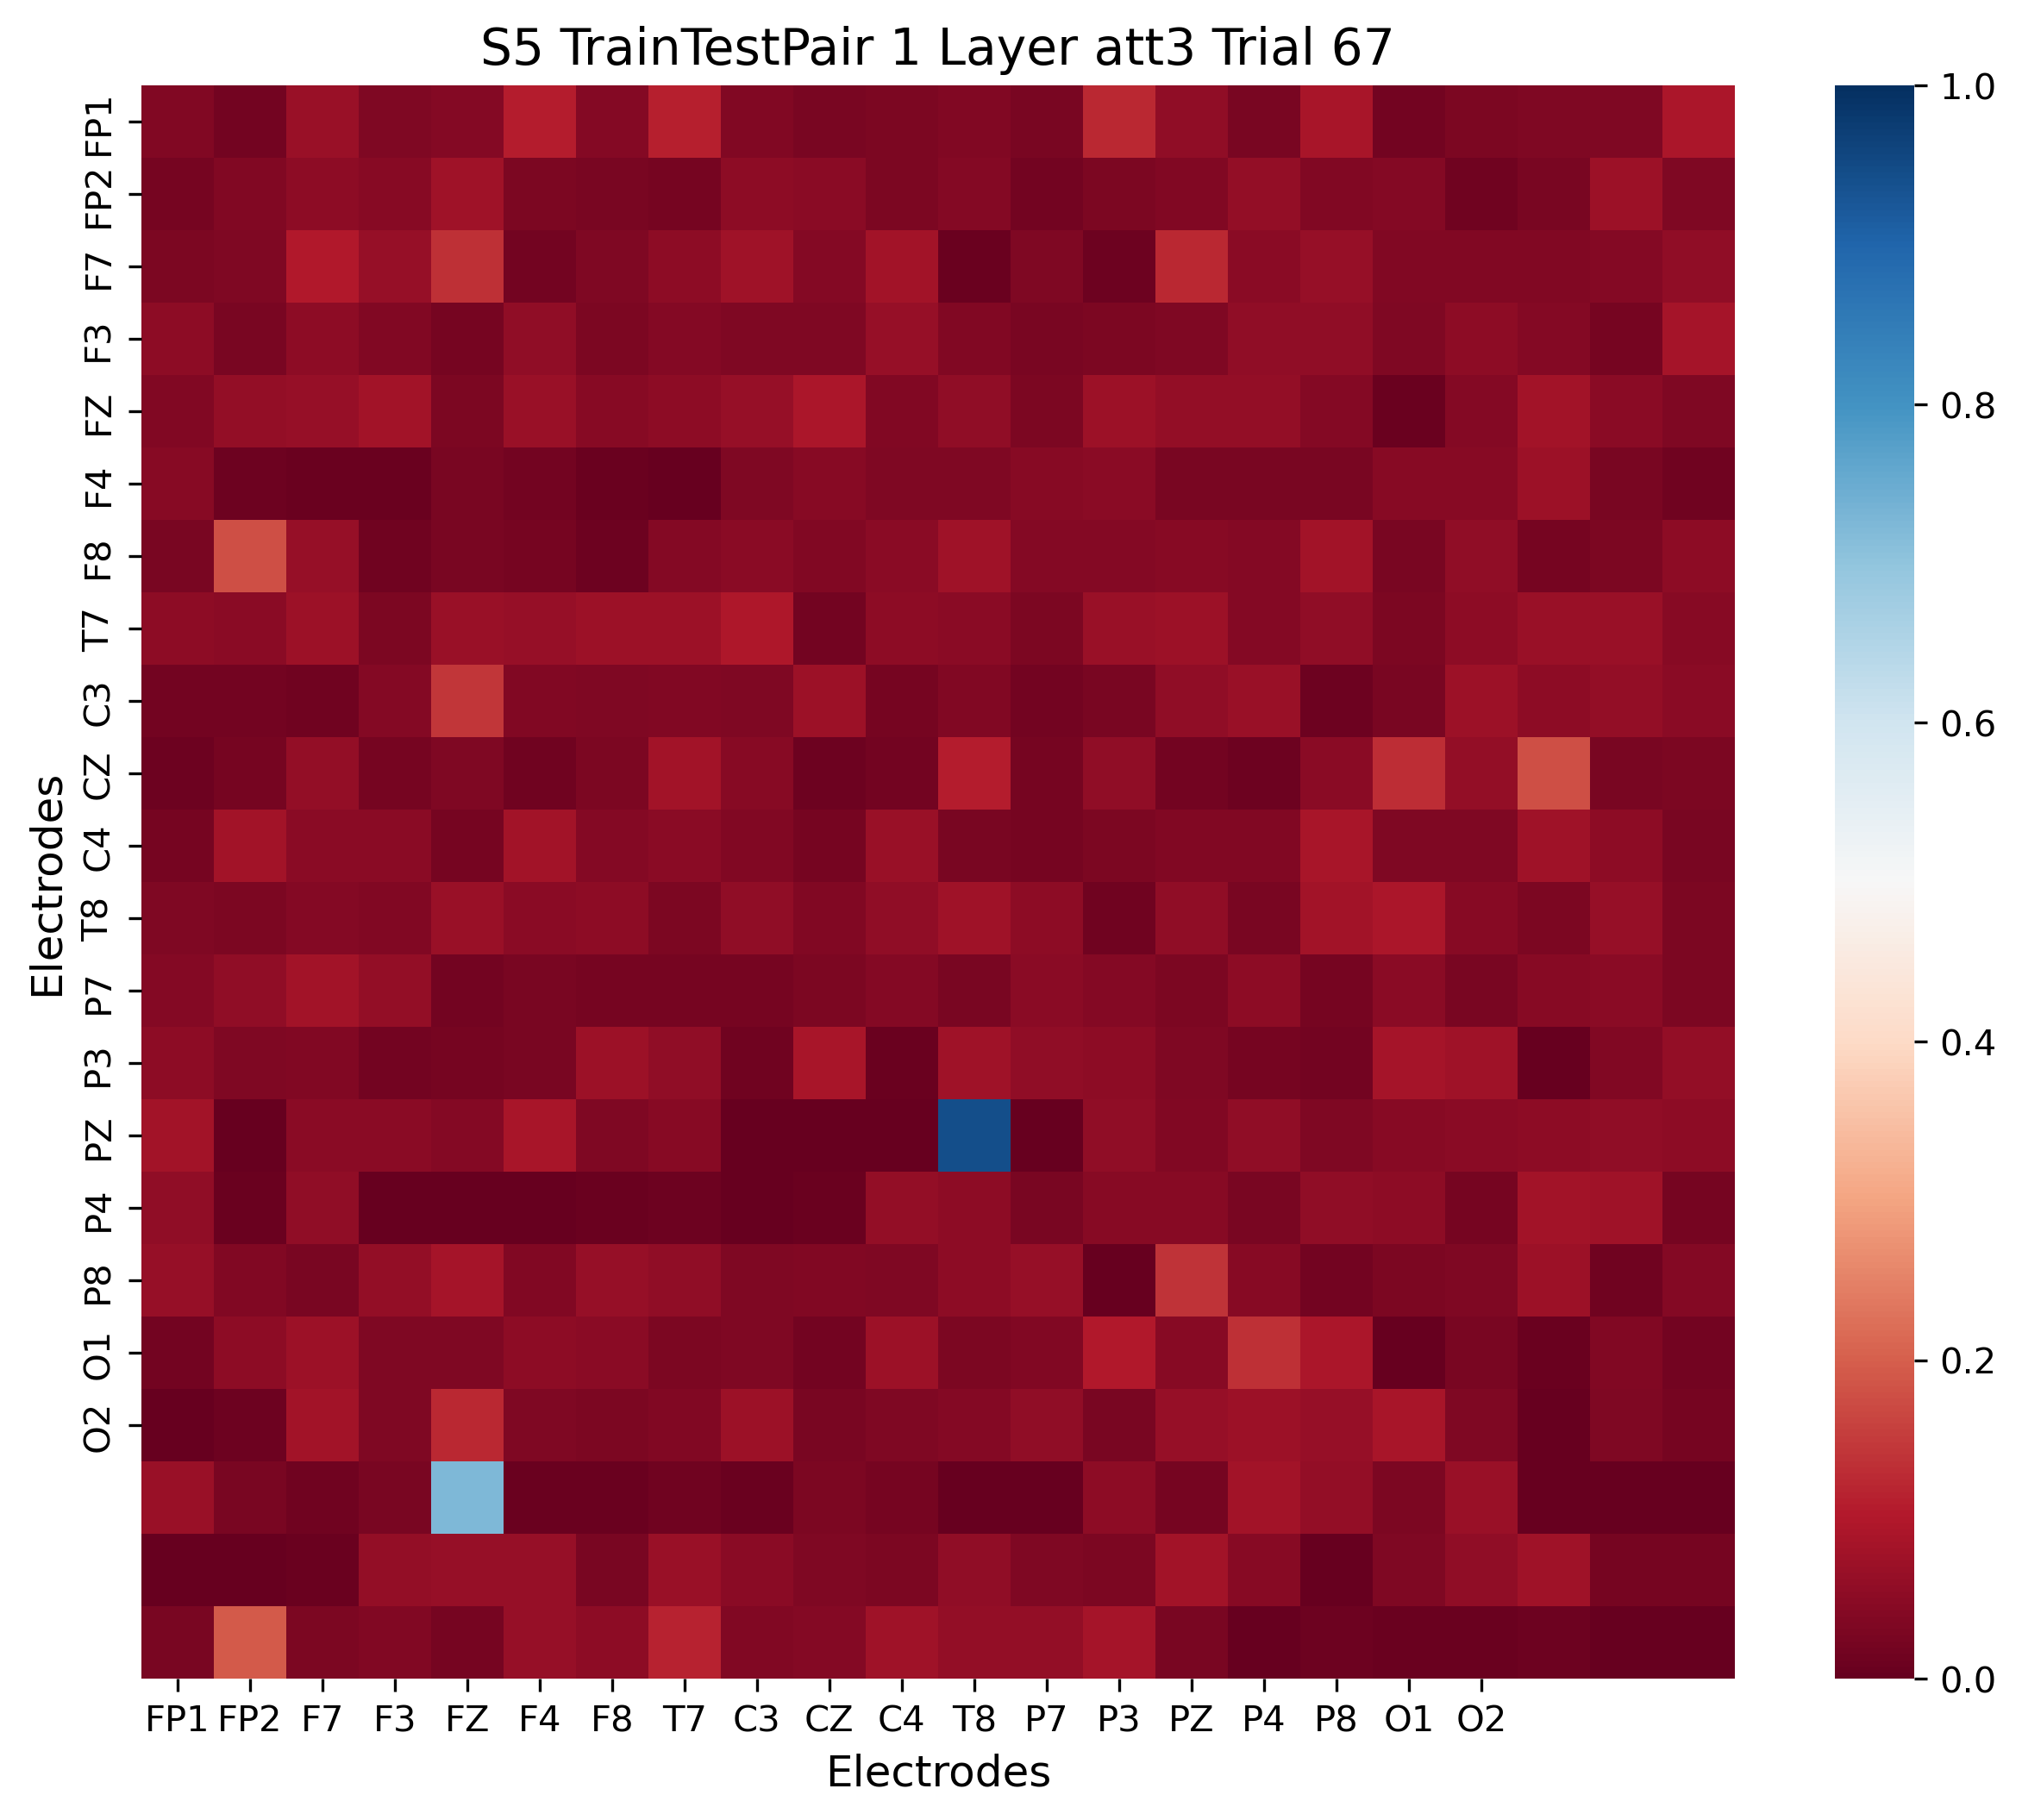 S5 TrainTestPair 1 Layer att3 Trial 67
Electrodes
FP1
FP2
F7
F3
FZ
F4
F8
T7
C3
CZ
C4
T8
P7
P3
PZ
P4
P8
O1
O2
FP1 FP2 F7 F3 FZ F4 F8 T7 C3 CZ C4 T8 P7 P3 PZ P4 P8 O1 O2
Electrodes
1.0
0.8
0.6
0.4
0.2
0.0